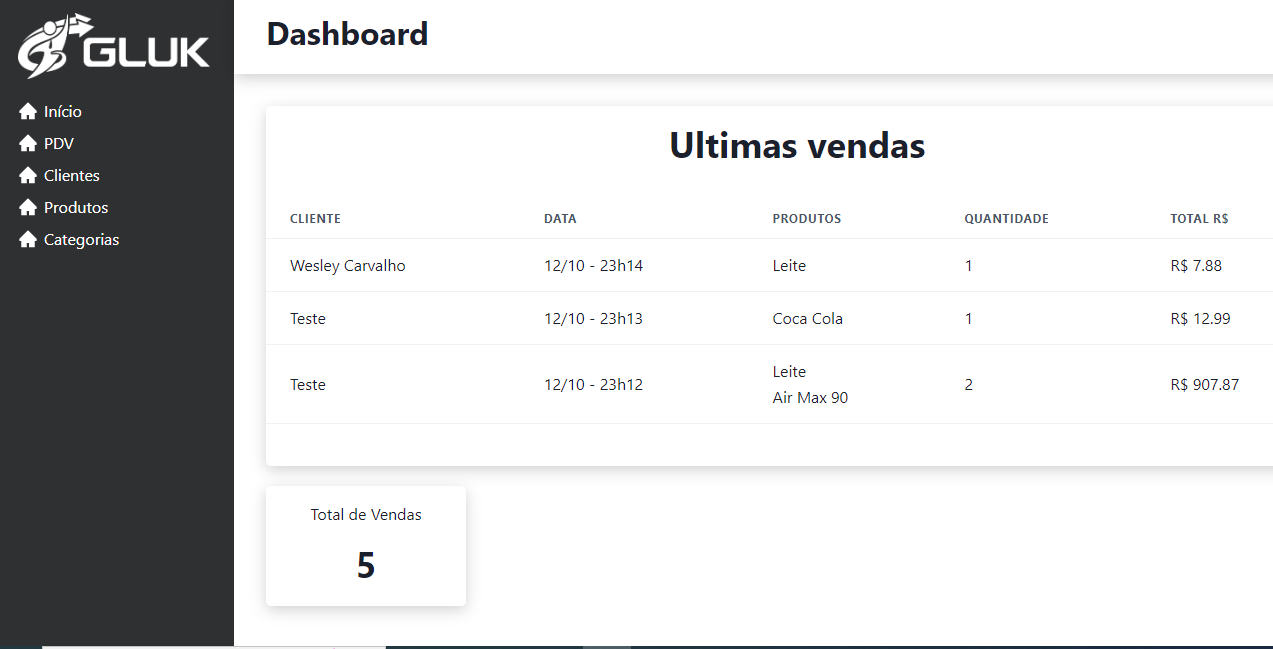 GLUK
Início
PDV
Clientes
Produtos
Categorias
Dashboard
Ultimas vendas
CLIENTE DATA PRODUTOS QUANTIDADE TOTAL R$
Wesley Carvalho 12/10 - 23h14 Leite 1 R$ 7.88
Teste 12/10 - 23h13 Coca Cola 1 R$ 12.99
Teste 12/10 - 23h12 Leite 2 R$ 907.87
Air Max 90
Total de Vendas
5